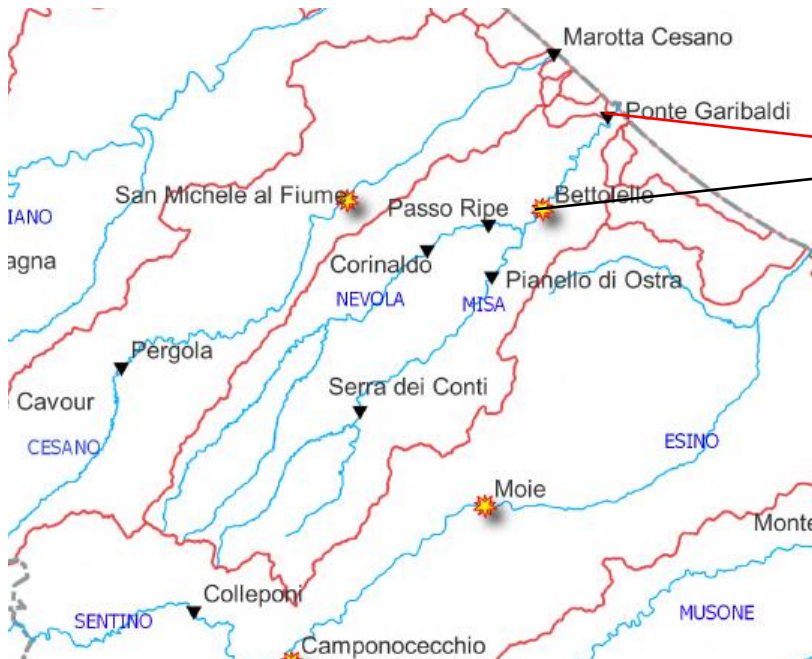 Marotta Cesano
Ponte Garibaldi
San Michele al Fiume
Bettolelle
Passo Ripe
IANO
agna
Corinaldo
Pianello di Ostra
NEVOLA
MISA
Pergola
Serra dei Conti
Cavour
CESANO
ESINO
Moie
Monte
Colleponi
SENTINO
MUSONE
Camponocecchio